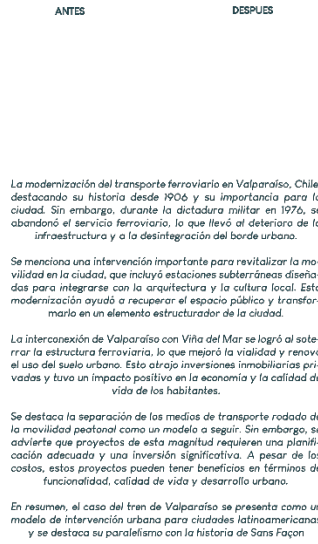 ANTES DESPUES
La modernización del transporte ferroviario en Valparaíso, Chile
destacando su historia desde 1906 y su importancia para la
ciudad. Sin embargo, durante la dictadura militar en 1976, se
abandonó el servicio ferroviario, lo que llevó al deterioro de la
infraestructura y a la desintegración del borde urbano.
Se menciona una intervención importante para revitalizar la mo-
vilidad en la ciudad, que incluyó estaciones subterráneas diseña-
das para integrarse con la arquitectura y la cultura local. Esta
modernización ayudó a recuperar el espacio público y transfor-
marlo en un elemento estructurador de la ciudad.
La interconexión de Valparaíso con Viña del Mar se logró al sote-
rrar la estructura ferroviaria, lo que mejoró la vialidad y renovó
el uso del suelo urbano. Esto atrajo inversiones inmobiliarias pri-
vadas y tuvo un impacto positivo en la economía y la calidad de
vida de los habitantes.
Se destaca la separación de los medios de transporte rodado de
la movilidad peatonal como un modelo a seguir. Sin embargo, se
advierte que proyectos de esta magnitud requieren una planifi-
cación adecuada y una inversión significativa. A pesar de los
costos, estos proyectos pueden tener beneficios en términos de
funcionalidad, calidad de vida y desarrollo urbano.
En resumen, el caso del tren de Valparaíso se presenta como un
modelo de intervención urbana para ciudades latinoamericanas
y se destaca su paralelismo con la historia de Sans Façon